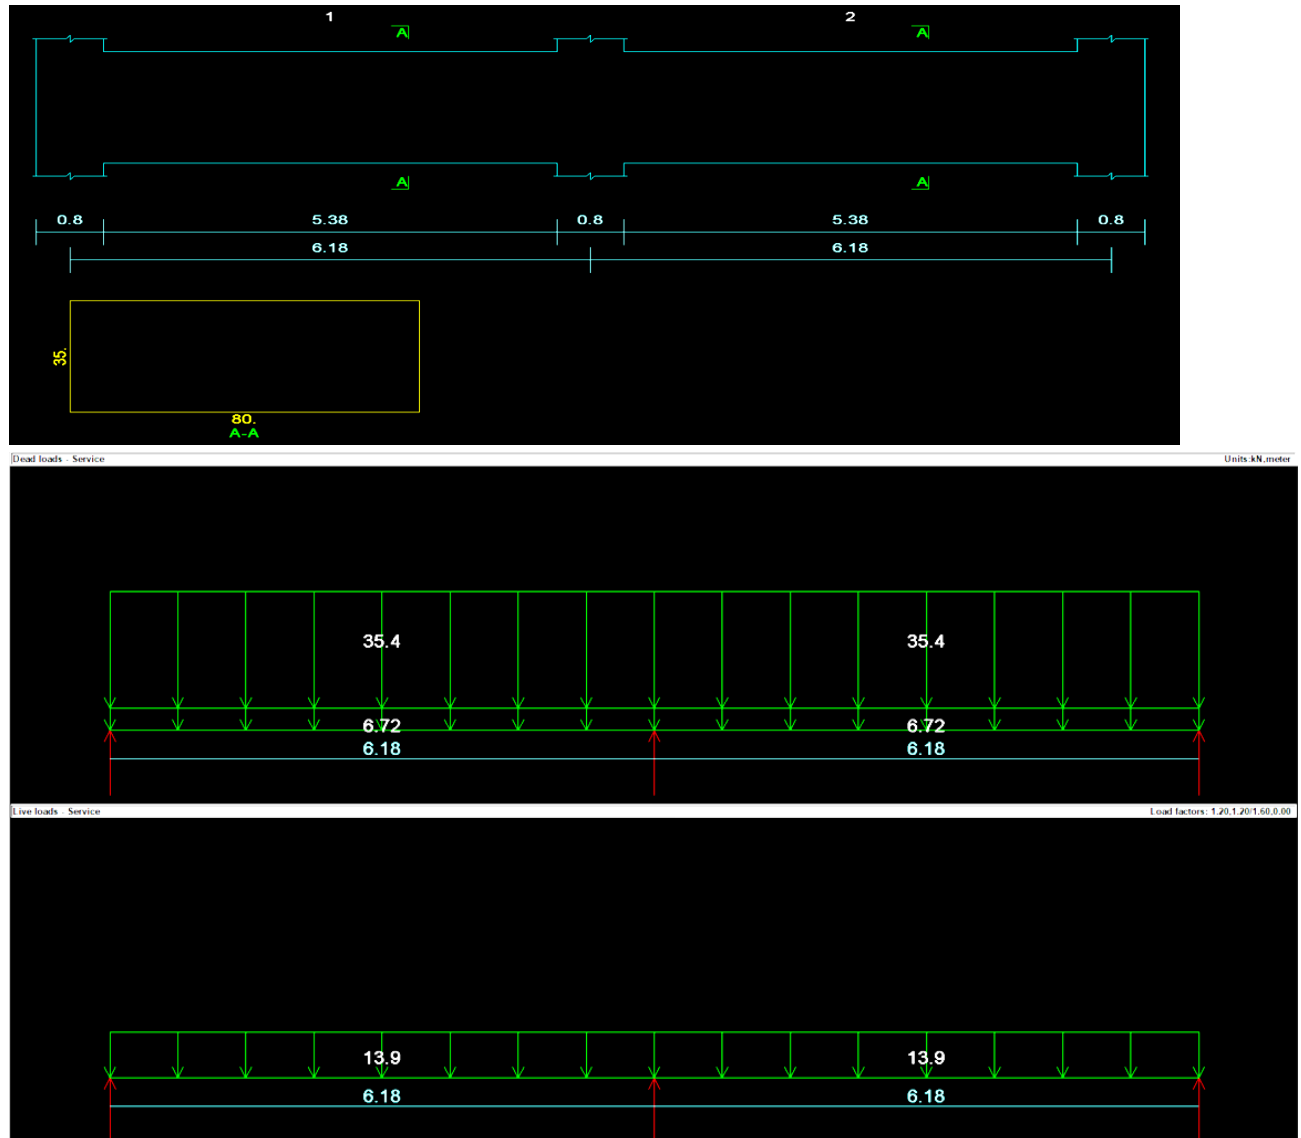 1 2
A A
A A
0.8 5.38 0.8 5.38 0.8
6.18 6.18
35.
80.
A-A
Dead loads - Service Units:kN,meter
35.4 35.4
6.72 6.72
6.18 6.18
Live loads - Service Load factors: 1.20,1.20/1.60,0.00
13.9 13.9
6.18 6.18